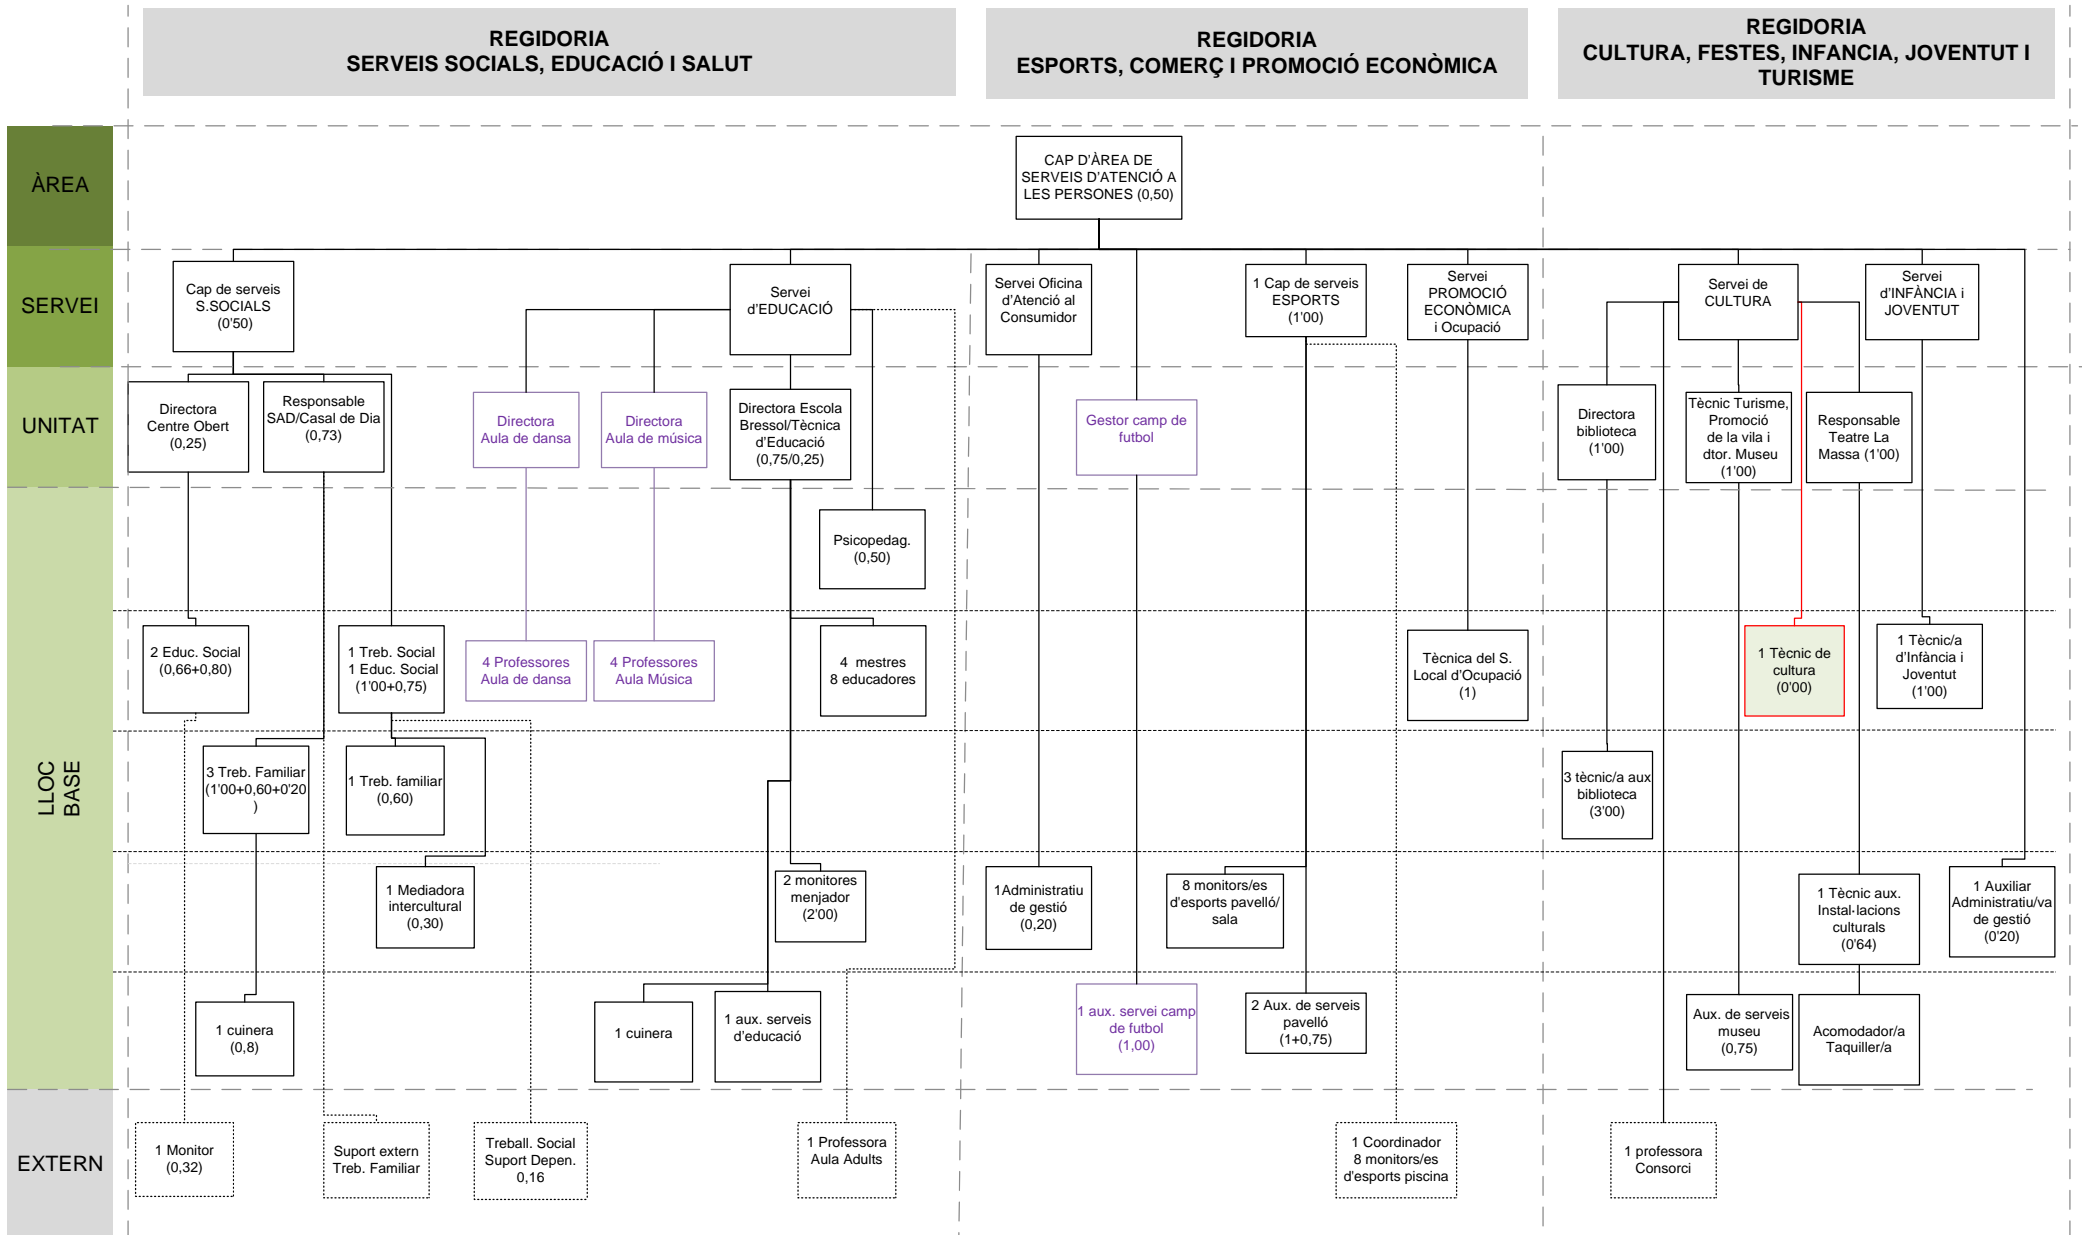 REGIDORIA
SERVEIS SOCIALS, EDUCACIÓ I SALUT
REGIDORIA
ESPORTS, COMERÇ I PROMOCIÓ ECONÒMICA
REGIDORIA
CULTURA, FESTES, INFANCIA, JOVENTUT I
TURISME
ÀREA
CAP D'ÀREA DE
SERVEIS D'ATENCIÓ A
LES PERSONES (0,50)
SERVEI
Cap de serveis
S.SOCIALS
(0'50)
Servei
d'EDUCACIÓ
Servei Oficina
d'Atenció al
Consumidor
1 Cap de serveis
ESPORTS
(1'00)
Servei
PROMOCIÓ
ECONÒMICA
i Ocupació
Servei de
CULTURA
Servei
d'INFÀNCIA i
JOVENTUT
UNITAT
Directora
Centre Obert
(0,25)
Responsable
SAD/Casal de Dia
(0,73)
Directora
Aula de dansa
Directora
Aula de música
Directora Escola
Bressol/Tècnica
d'Educació
(0,75/0,25)
Gestor camp de
futbol
Directora
biblioteca
(1'00)
Tècnic Turisme,
Promoció
de la vila i
dtor. Museu
(1'00)
Responsable
Teatre La
Massa (1'00)
LLOC
BASE
Psicopedag.
(0,50)
2 Educ. Social
(0,66+0,80)
1 Treb. Social
1 Educ. Social
(1'00+0,75)
4 Professores
Aula de dansa
4 Professores
Aula Música
4  mestres
8 educadores
Tècnica del S.
Local d'Ocupació
(1)
1 Tècnic de
cultura
(0'00)
1 Tècnic/a
d'Infància i
Joventut
(1'00)
3 Treb. Familiar
(1'00+0,60+0'20
)
1 Treb. familiar
(0,60)
3 tècnic/a aux
biblioteca
(3'00)
1 Mediadora
intercultural
(0,30)
2 monitores
menjador
(2'00)
1Administratiu
de gestió
(0,20)
8 monitors/es
d'esports pavelló/
sala
1 Tècnic aux.
Instal·lacions
culturals
(0'64)
1 Auxiliar
Administratiu/va
de gestió
(0'20)
1 cuinera
(0,8)
1 cuinera
1 aux. serveis
d'educació
1 aux. servei camp
de futbol
(1,00)
2 Aux. de serveis
pavelló
(1+0,75)
Aux. de serveis
museu
(0,75)
Acomodador/a
Taquiller/a
EXTERN
1 Monitor
(0,32)
Suport extern
Treb. Familiar
Treball. Social
Suport Depen.
0,16
1 Professora
Aula Adults
1 Coordinador
8 monitors/es
d'esports piscina
1 professora
Consorci